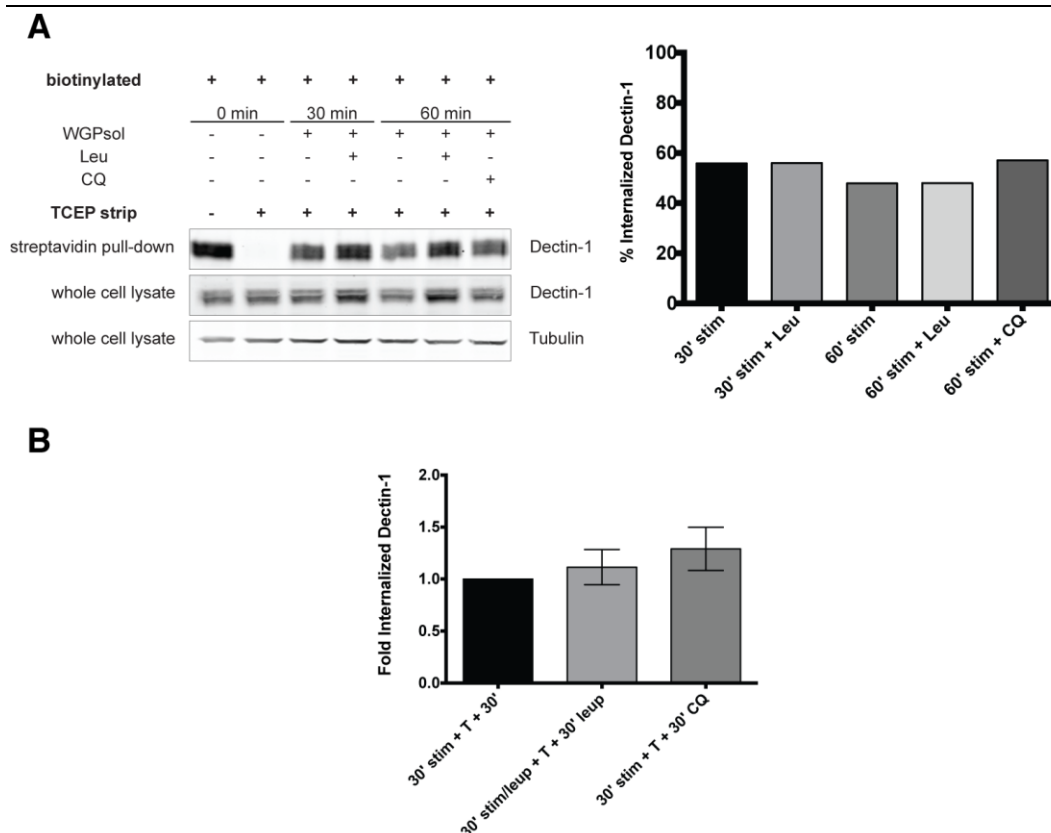 A
biotinylated + + + + + + +
0 min 30 min 60 min
WGPsol - - + + + + +
Leu - - - + - + -
CQ - - - - - - +
TCEP strip - + + + + + +
streptavidin pull-down Dectin-1
whole cell lysate Dectin-1
whole cell lysate Tubulin
% Internalized Dectin-1
100
80
60
40
20
0
30' stim
30' stim + Leu
60' stim
60' stim + Leu
60' stim + CQ
B
Fold Internalized Dectin-1
2.0
1.5
1.0
0.5
0.0
30' stim + T + 30'
30' stim/leup + T + 30' leup
30' stim + T + 30' CQ